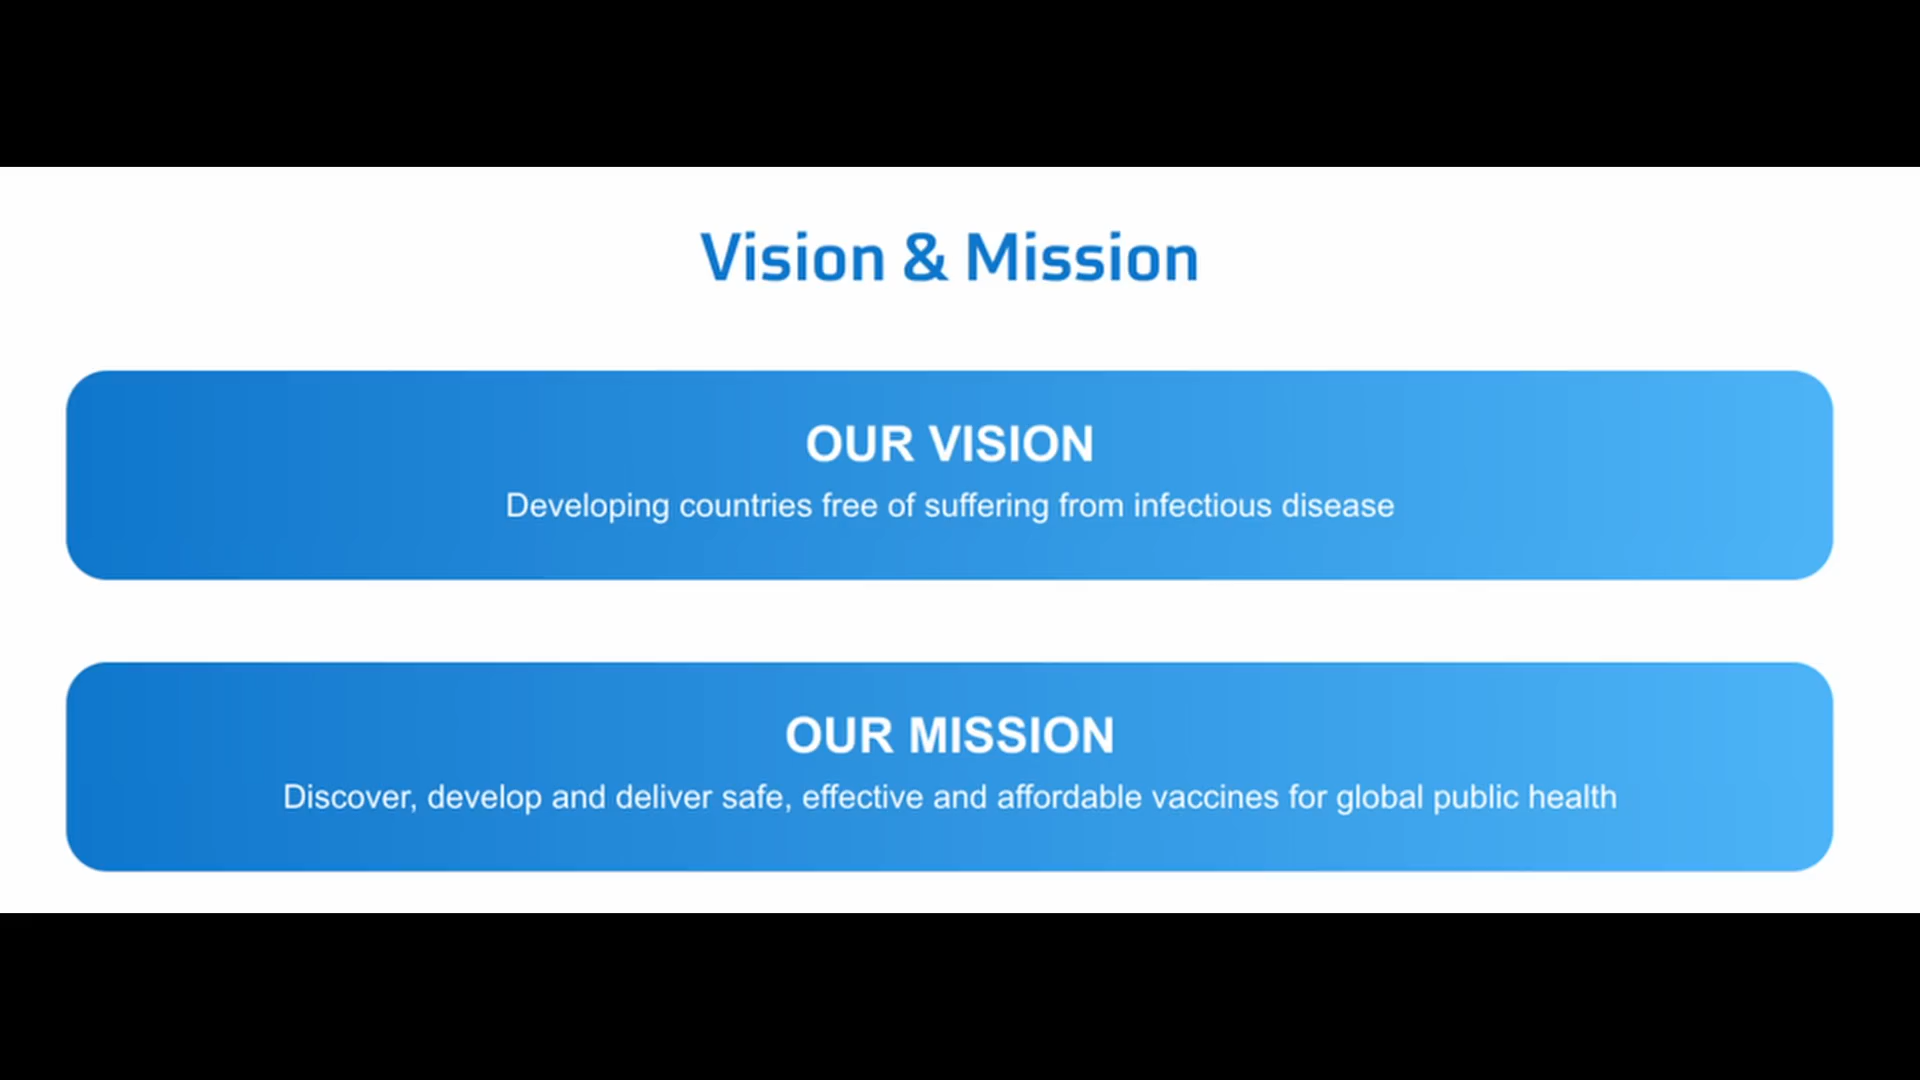 Vision & Mission
OUR VISION
Developing countries free of suffering from infectious disease
OUR MISSION
Discover, develop and deliver safe, effective and affordable vaccines for global public health